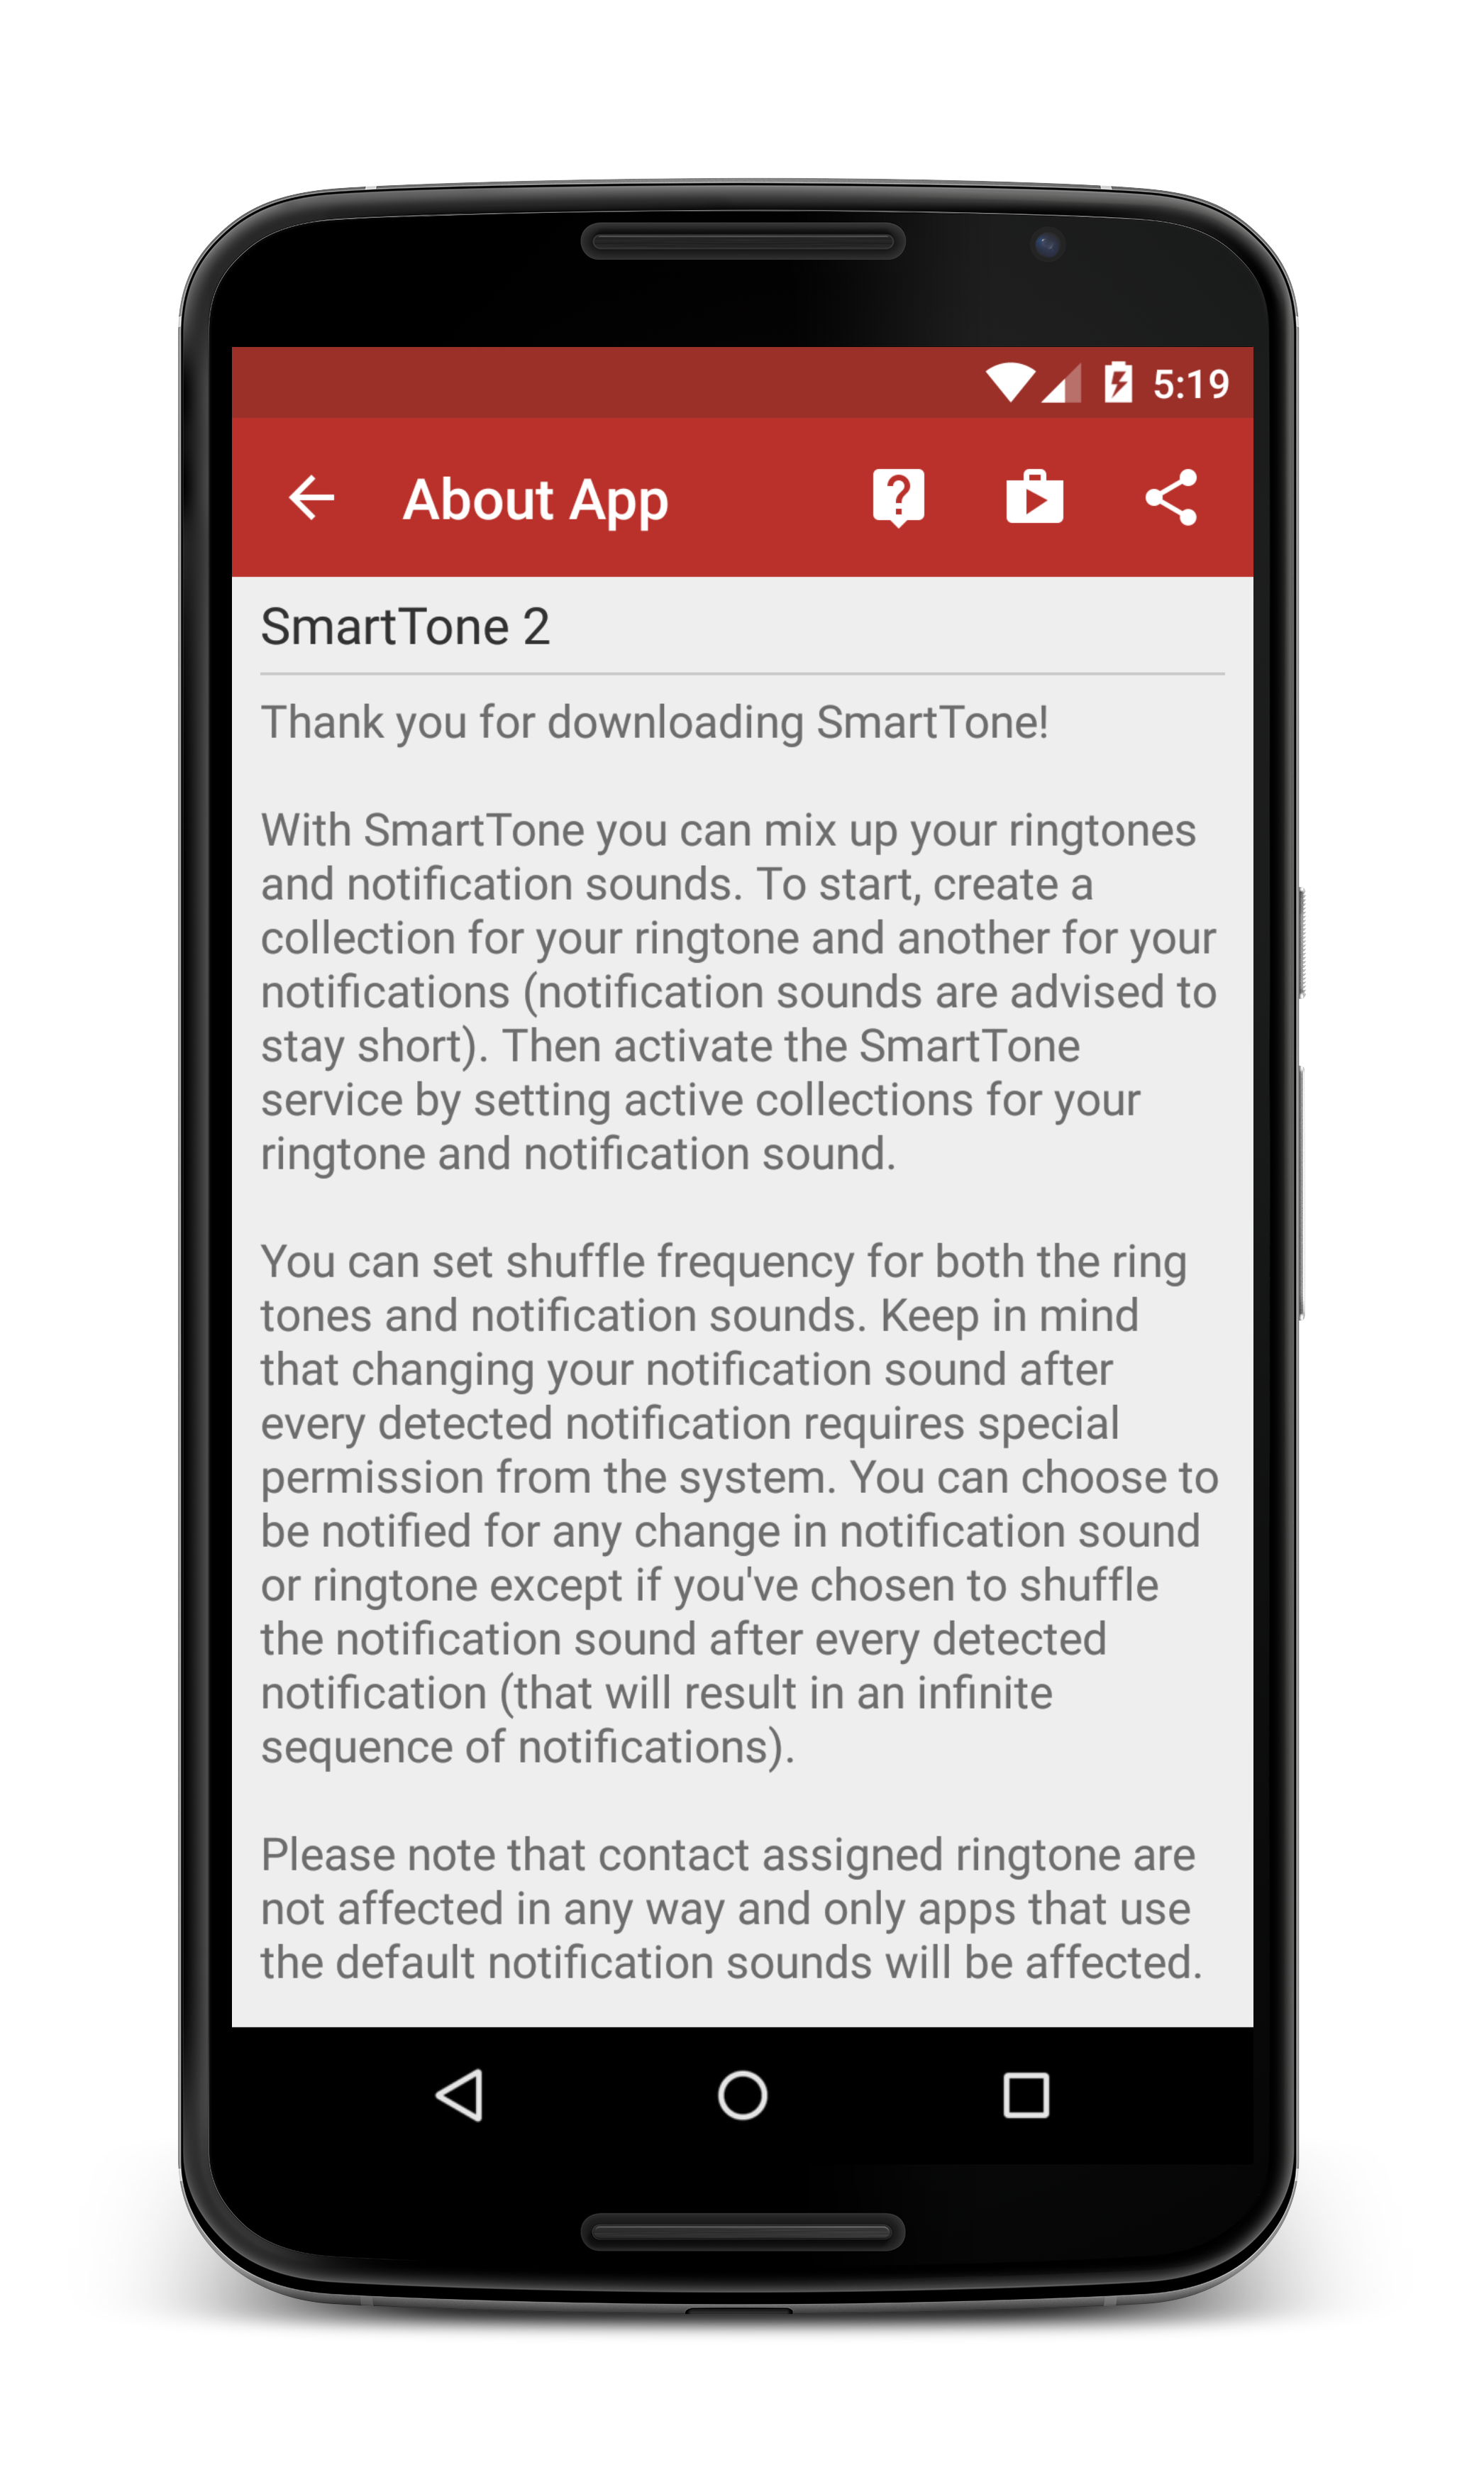 5:19
About App
SmartTone 2
Thank you for downloading SmartTone!
With SmartTone you can mix up your ringtones
and notification sounds. To start, create a
collection for your ringtone and another for your
notifications (notification sounds are advised to
stay short). Then activate the SmartTone
service by setting active collections for your
ringtone and notification sound.
You can set shuffle frequency for both the ring
tones and notification sounds. Keep in mind
that changing your notification sound after
every detected notification requires special
permission from the system. You can choose to
be notified for any change in notification sound
or ringtone except if you've chosen to shuffle
the notification sound after every detected
notification (that will result in an infinite
sequence of notifications).
Please note that contact assigned ringtone are
not affected in any way and only apps that use
the default notification sounds will be affected.